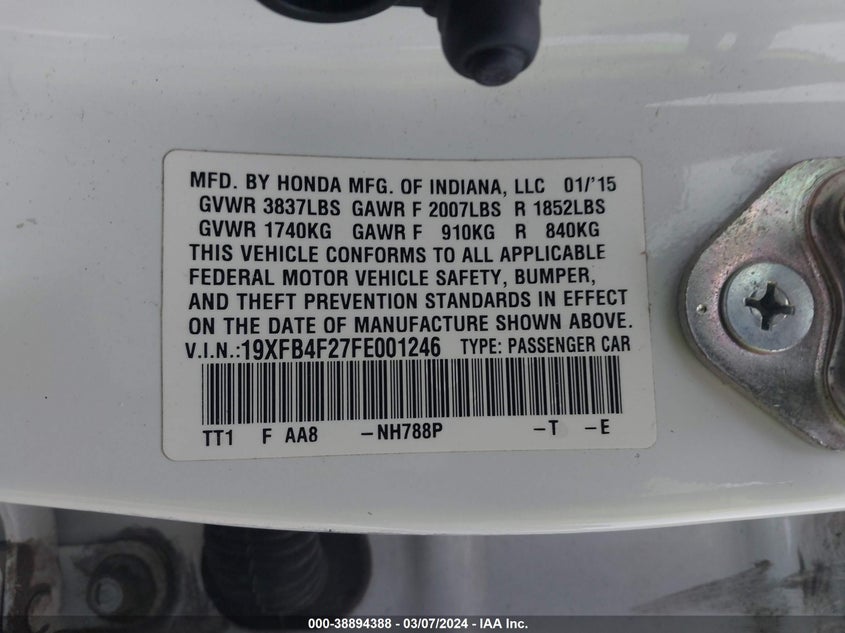 MFD. BY HONDA MFG. OF INDIANA, LLC 01/'15
GVWR 3837LBS GAWR F 2007LBS R 1852LBS
GVWR 1740KG GAWR F 910KG R 840KG
THIS VEHICLE CONFORMS TO ALL APPLICABLE
FEDERAL MOTOR VEHICLE SAFETY, BUMPER,
AND THEFT PREVENTION STANDARDS IN EFFECT
ON THE DATE OF MANUFACTURE SHOWN ABOVE.
V.I.N.:19XFB4F27FE001246 TYPE: PASSENGER CAR
TT1 F AA8 –NH788P –T –E
000-38894388 - 03/07/2024 - IAA Inc.